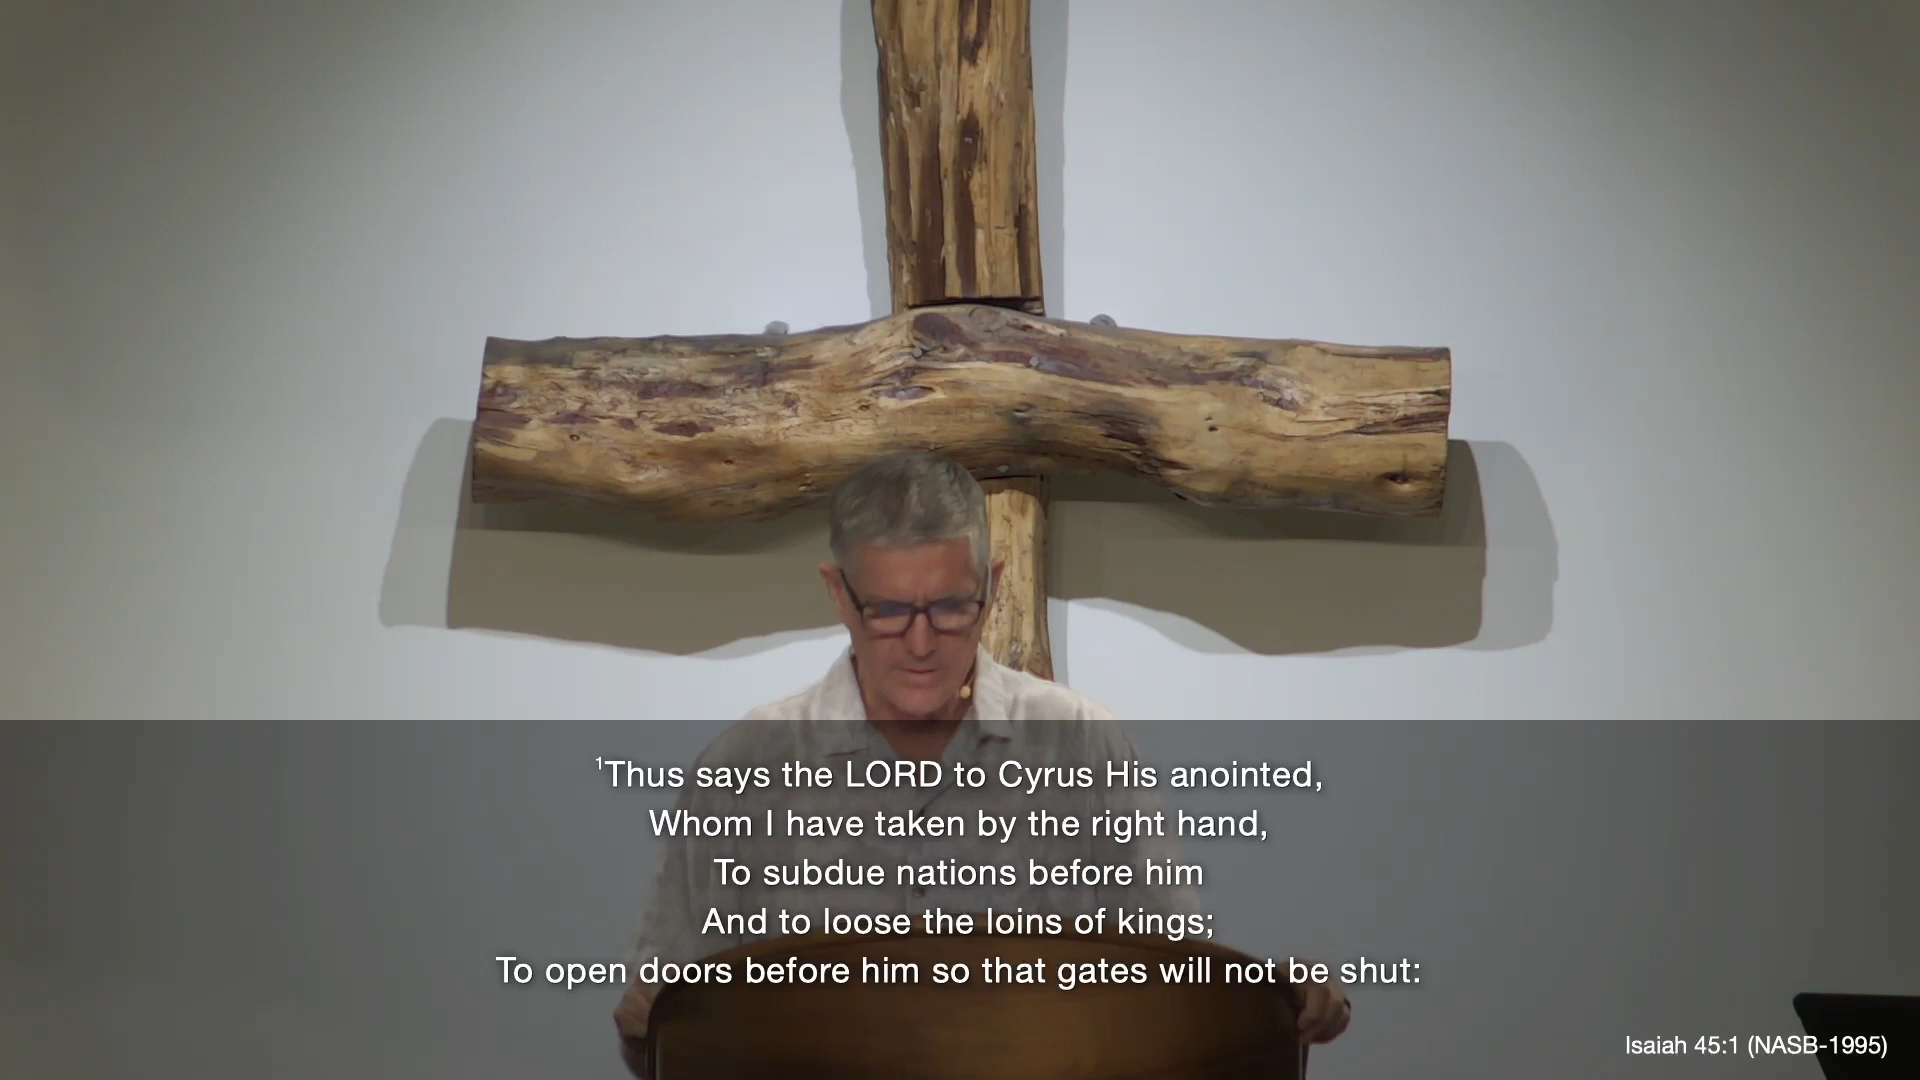 ¹Thus says the LORD to Cyrus His anointed,
Whom I have taken by the right hand,
To subdue nations before him
And to loose the loins of kings;
To open doors before him so that gates will not be shut:
Isaiah 45:1 (NASB-1995)